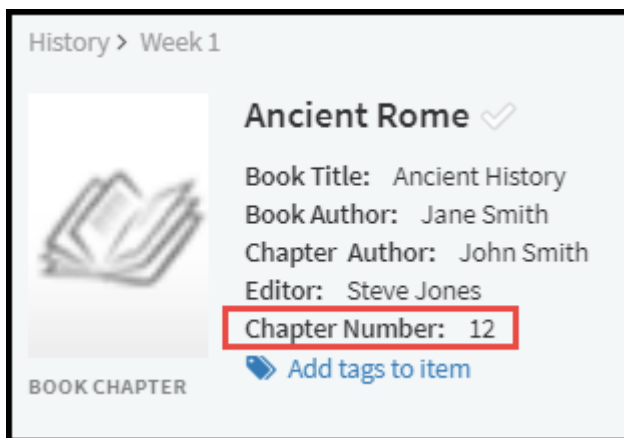 History > Week 1
Ancient Rome
Book Title: Ancient History
Book Author: Jane Smith
Chapter Author: John Smith
Editor: Steve Jones
Chapter Number: 12
Add tags to item
BOOK CHAPTER